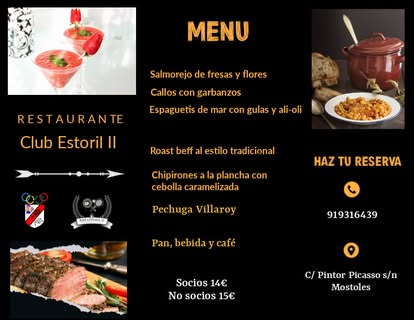 MENU
RESTAURANTE
Club Estoril II
Salmorejo de fresas y flores
Callos con garbanzos
Espaguetis de mar con gulas y ali-oli
Roast beff al estilo tradicional
Chipirones a la plancha con
cebolla caramelizada
Pechuga Villaroy
Pan, bebida y café
Socios 14€
No socios 15€
HAZ TU RESERVA
919316439
C/ Pintor Picasso s/n
Mostoles